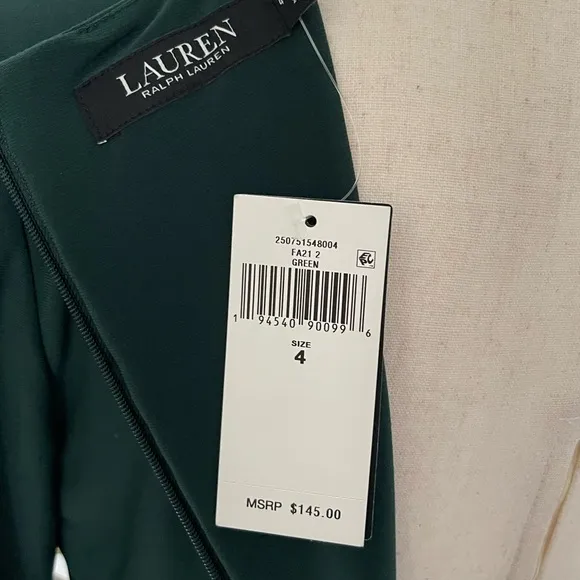 LAUREN
RALPH LAUREN
250751548004
FA21 2
GREEN
1 94540 90099 6
SIZE
4
MSRP $145.00